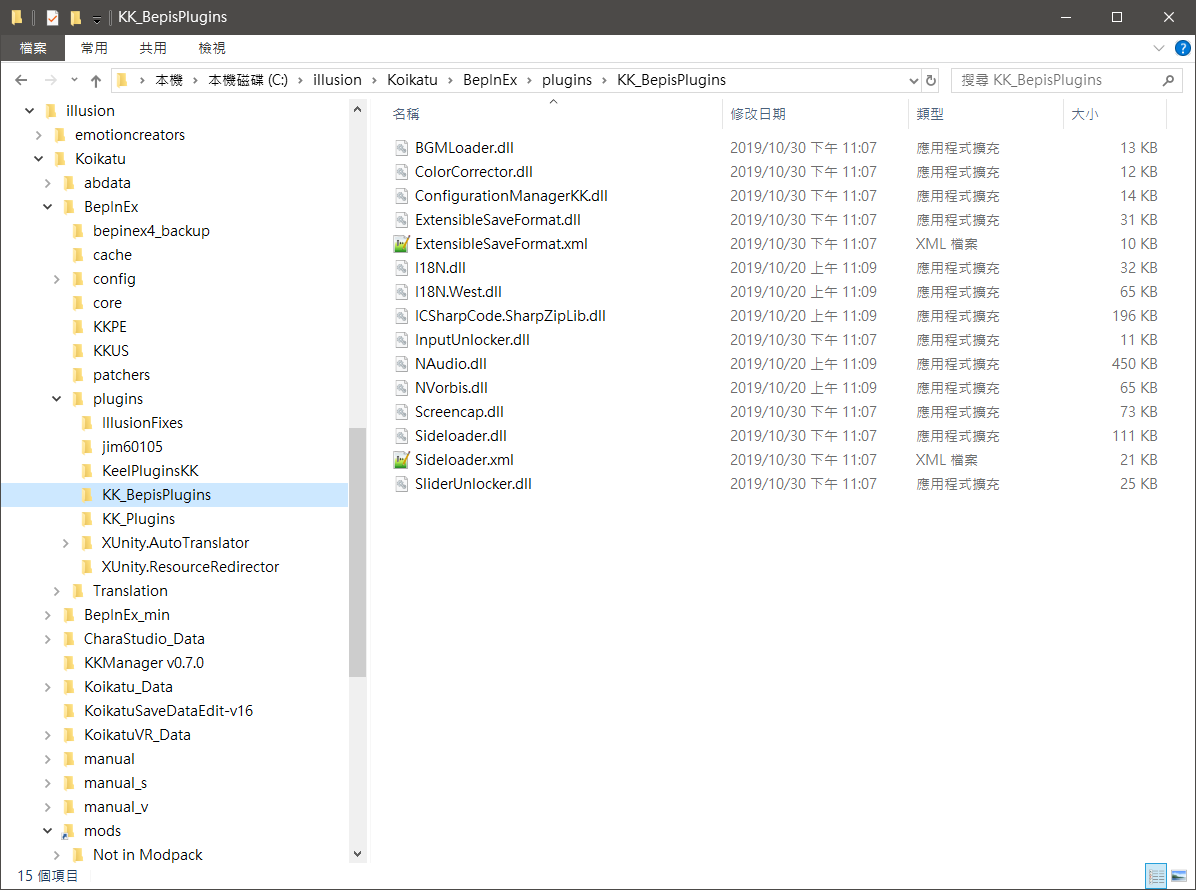 KK_BepisPlugins
檔案 常用 共用 檢視
本機 本機磁碟 (C:) illusion Koikatu BepInEx plugins KK_BepisPlugins 搜尋 KK_BepisPlugins
illusion
emotioncreators
Koikatu
abdata
BepInEx
bepinex4_backup
cache
config
core
KKPE
KKUS
patchers
plugins
IllusionFixes
jim60105
KeelPluginsKK
KK_BepisPlugins
KK_Plugins
XUnity.AutoTranslator
XUnity.ResourceRedirector
Translation
BepInEx_min
CharaStudio_Data
KKManager v0.7.0
Koikatu_Data
KoikatuSaveDataEdit-v16
KoikatuVR_Data
manual
manual_s
manual_v
mods
Not in Modpack
名稱 修改日期 類型 大小
BGMLoader.dll 2019/10/30 下午 11:07 應用程式擴充 13 KB
ColorCorrector.dll 2019/10/30 下午 11:07 應用程式擴充 12 KB
ConfigurationManagerKK.dll 2019/10/30 下午 11:07 應用程式擴充 14 KB
ExtensibleSaveFormat.dll 2019/10/30 下午 11:07 應用程式擴充 31 KB
ExtensibleSaveFormat.xml 2019/10/30 下午 11:07 XML 檔案 10 KB
I18N.dll 2019/10/20 上午 11:09 應用程式擴充 32 KB
I18N.West.dll 2019/10/20 上午 11:09 應用程式擴充 65 KB
ICSharpCode.SharpZipLib.dll 2019/10/20 上午 11:09 應用程式擴充 196 KB
InputUnlocker.dll 2019/10/30 下午 11:07 應用程式擴充 11 KB
NAudio.dll 2019/10/20 上午 11:09 應用程式擴充 450 KB
NVorbis.dll 2019/10/20 上午 11:09 應用程式擴充 65 KB
Screencap.dll 2019/10/30 下午 11:07 應用程式擴充 73 KB
Sideloader.dll 2019/10/30 下午 11:07 應用程式擴充 111 KB
Sideloader.xml 2019/10/30 下午 11:07 XML 檔案 21 KB
SliderUnlocker.dll 2019/10/30 下午 11:07 應用程式擴充 25 KB
15 個項目